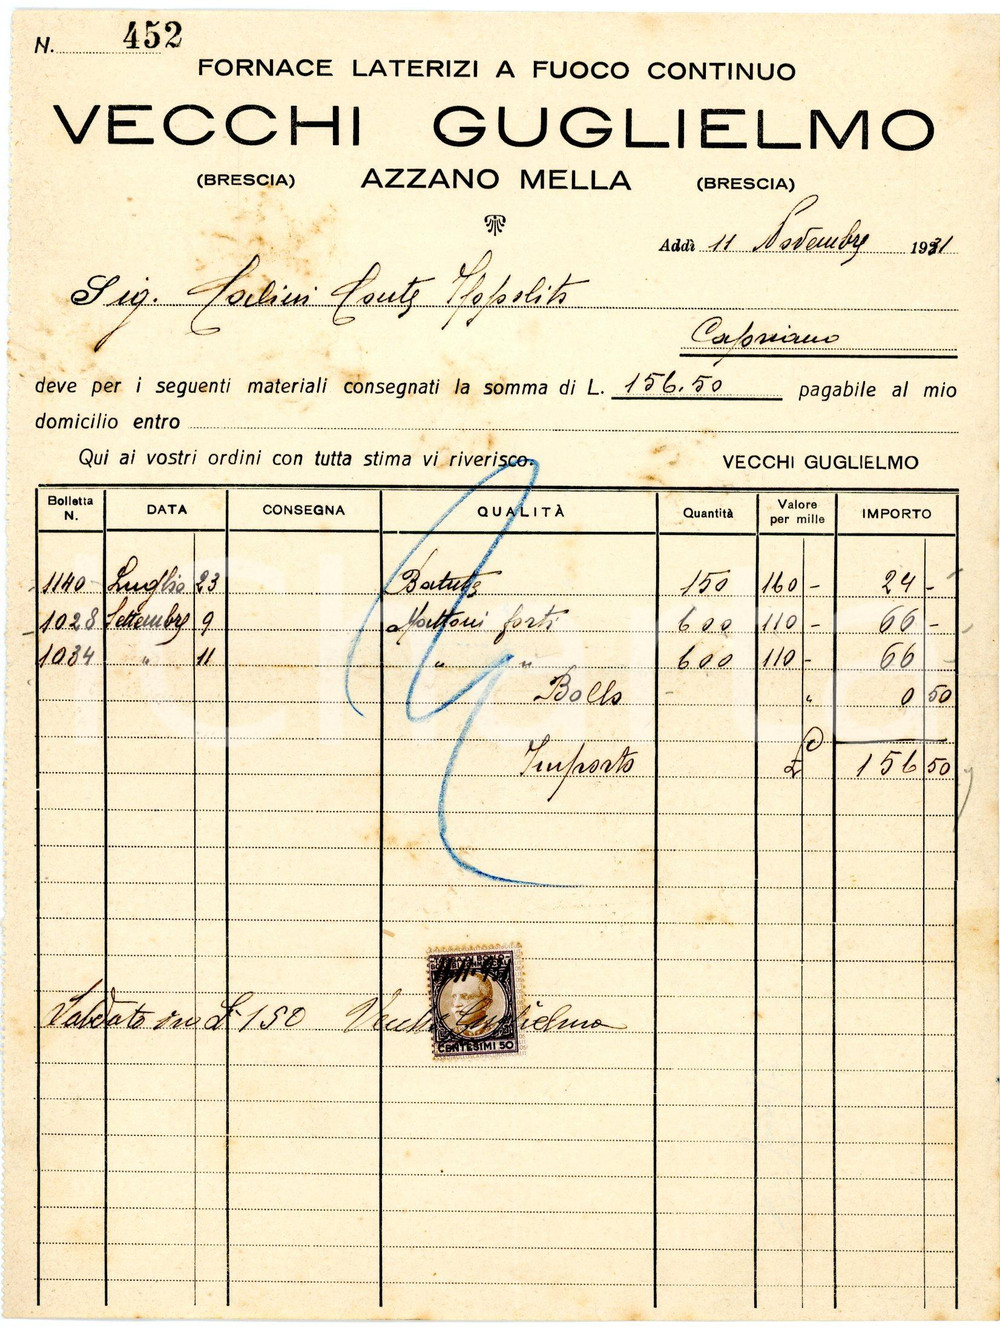 N. 452
FORNACE LATERIZI A FUOCO CONTINUO
VECCHI GUGLIELMO
(BRESCIA) AZZANO MELLA (BRESCIA)
Addì 11 Novembre 1931
Sig. Calini Conte Ippolito
Capriano
deve per i seguenti materiali consegnati la somma di L. 156.50 pagabile al mio
domicilio entro
Qui ai vostri ordini con tutta stima vi riverisco.
VECCHI GUGLIELMO
Bolletta N. DATA CONSEGNA QUALITÀ Quantità Valore per mille IMPORTO
1140 Luglio 23 150 160 - 24 -
1028 Settembre 9 Mattoni forti 600 110 - 66 -
1034 " 11 " " 600 110 - 66 -
Bollo - " 0 50
Importo £ 156 50
Saldato in £ 150 Vecchi Guglielmo
CENTESIMI 50